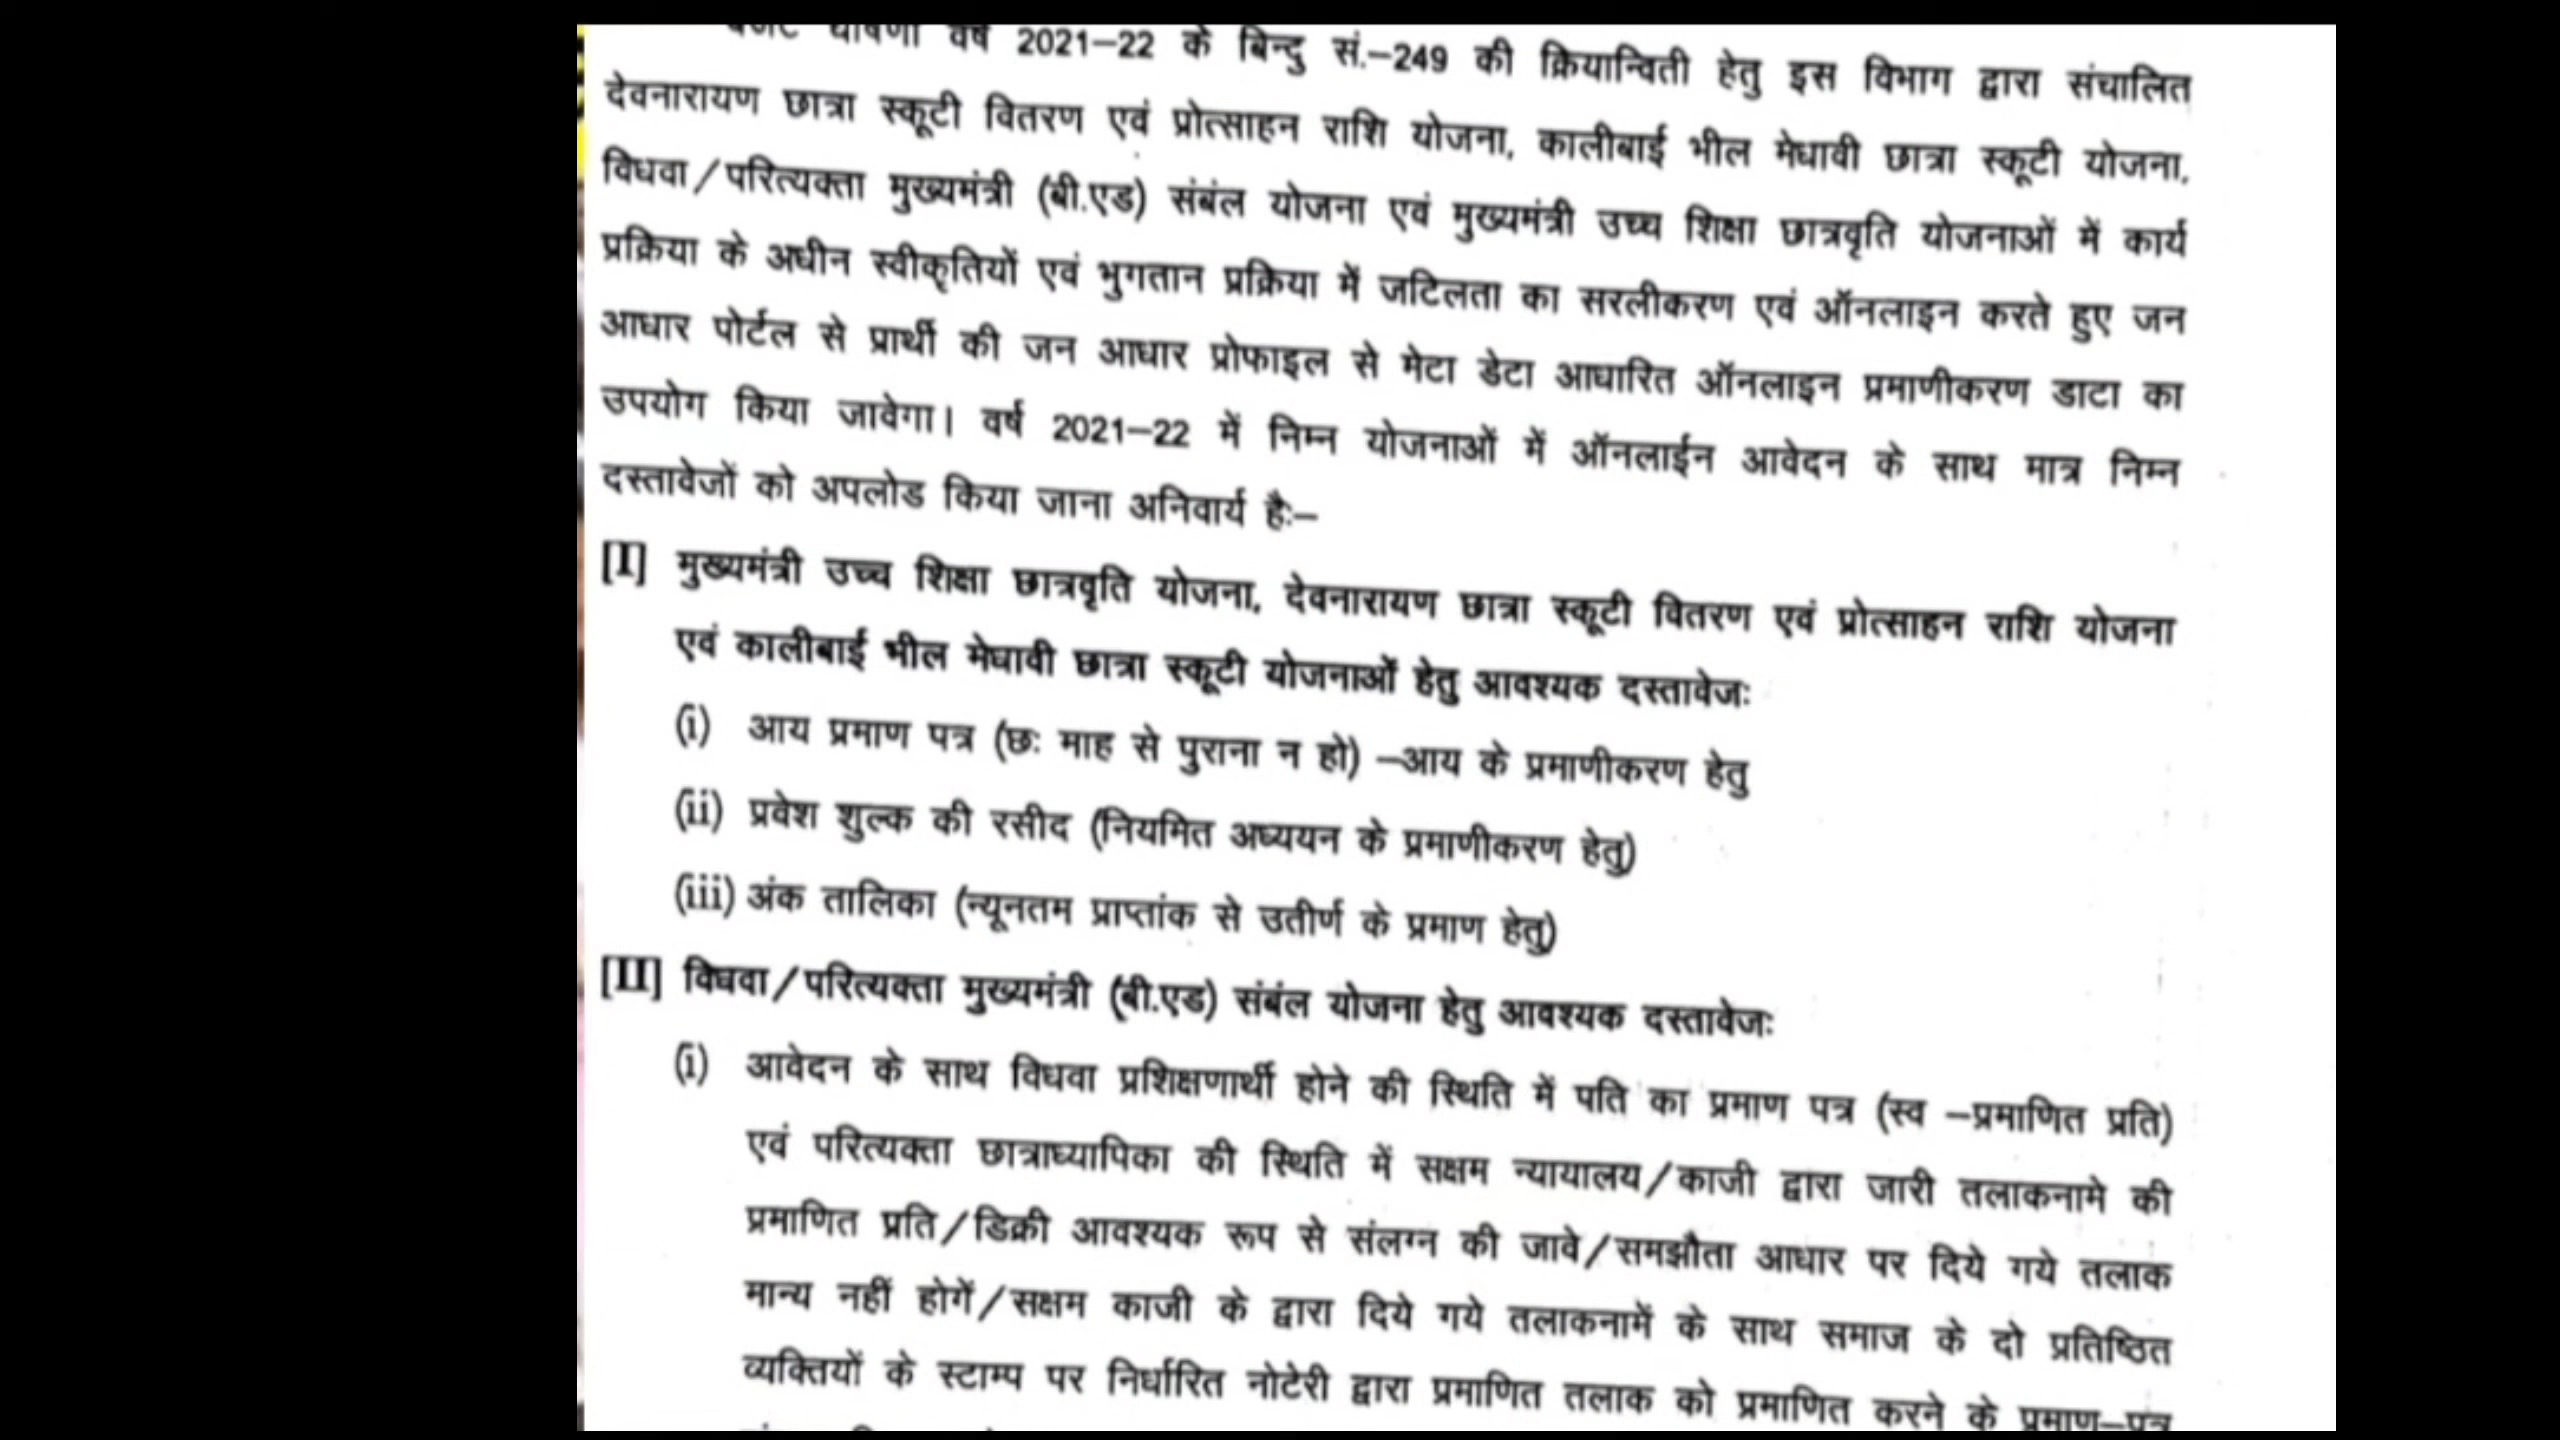 बजट घोषणा वर्ष 2021–22 के बिन्दु सं.–249 की क्रियान्विती हेतु इस विभाग द्वारा संचालित
देवनारायण छात्रा स्कूटी वितरण एवं प्रोत्साहन राशि योजना, कालीबाई भील मेधावी छात्रा स्कूटी योजना,
विधवा/परित्यक्ता मुख्यमंत्री (बी.एड) संबंल योजना एवं मुख्यमंत्री उच्च शिक्षा छात्रवृति योजनाओं में कार्य
प्रक्रिया के अधीन स्वीकृतियों एवं भुगतान प्रक्रिया में जटिलता का सरलीकरण एवं ऑनलाइन करते हुए जन
आधार पोर्टल से प्रार्थी की जन आधार प्रोफाइल से मेटा डेटा आधारित ऑनलाइन प्रमाणीकरण डाटा का
उपयोग किया जावेगा। वर्ष 2021–22 में निम्न योजनाओं में ऑनलाईन आवेदन के साथ मात्र निम्न
दस्तावेजों को अपलोड किया जाना अनिवार्य है:–
[I] मुख्यमंत्री उच्च शिक्षा छात्रवृति योजना, देवनारायण छात्रा स्कूटी वितरण एवं प्रोत्साहन राशि योजना
एवं कालीबाई भील मेधावी छात्रा स्कूटी योजनाओं हेतु आवश्यक दस्तावेजः
(i) आय प्रमाण पत्र (छः माह से पुराना न हो) –आय के प्रमाणीकरण हेतु
(ii) प्रवेश शुल्क की रसीद (नियमित अध्ययन के प्रमाणीकरण हेतु)
(iii) अंक तालिका (न्यूनतम प्राप्तांक से उतीर्ण के प्रमाण हेतु)
[II] विधवा/परित्यक्ता मुख्यमंत्री (बी.एड) संबंल योजना हेतु आवश्यक दस्तावेजः
(i) आवेदन के साथ विधवा प्रशिक्षणार्थी होने की स्थिति में पति का प्रमाण पत्र (स्व –प्रमाणित प्रति)
एवं परित्यक्ता छात्राध्यापिका की स्थिति में सक्षम न्यायालय/काजी द्वारा जारी तलाकनामे की
प्रमाणित प्रति/डिक्री आवश्यक रूप से संलग्न की जावे/समझौता आधार पर दिये गये तलाक
मान्य नहीं होगें/सक्षम काजी के द्वारा दिये गये तलाकनामें के साथ समाज के दो प्रतिष्ठित
व्यक्तियों के स्टाम्प पर निर्धारित नोटेरी द्वारा प्रमाणित तलाक को प्रमाणित करने के प्रमाण–पत्र